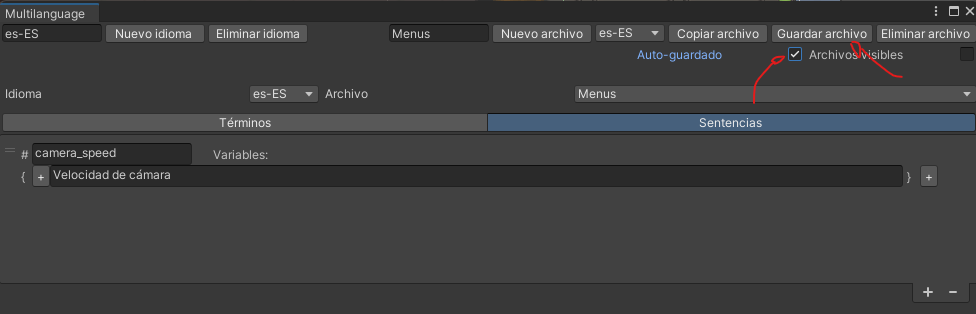 Multilanguage
es-ES Nuevo idioma Eliminar idioma Menus Nuevo archivo es-ES Copiar archivo Guardar archivo Eliminar archivo
Auto-guardado Archivos visibles
Idioma es-ES Archivo Menus
Términos Sentencias
# camera_speed Variables:
{ + Velocidad de cámara } +
+ -